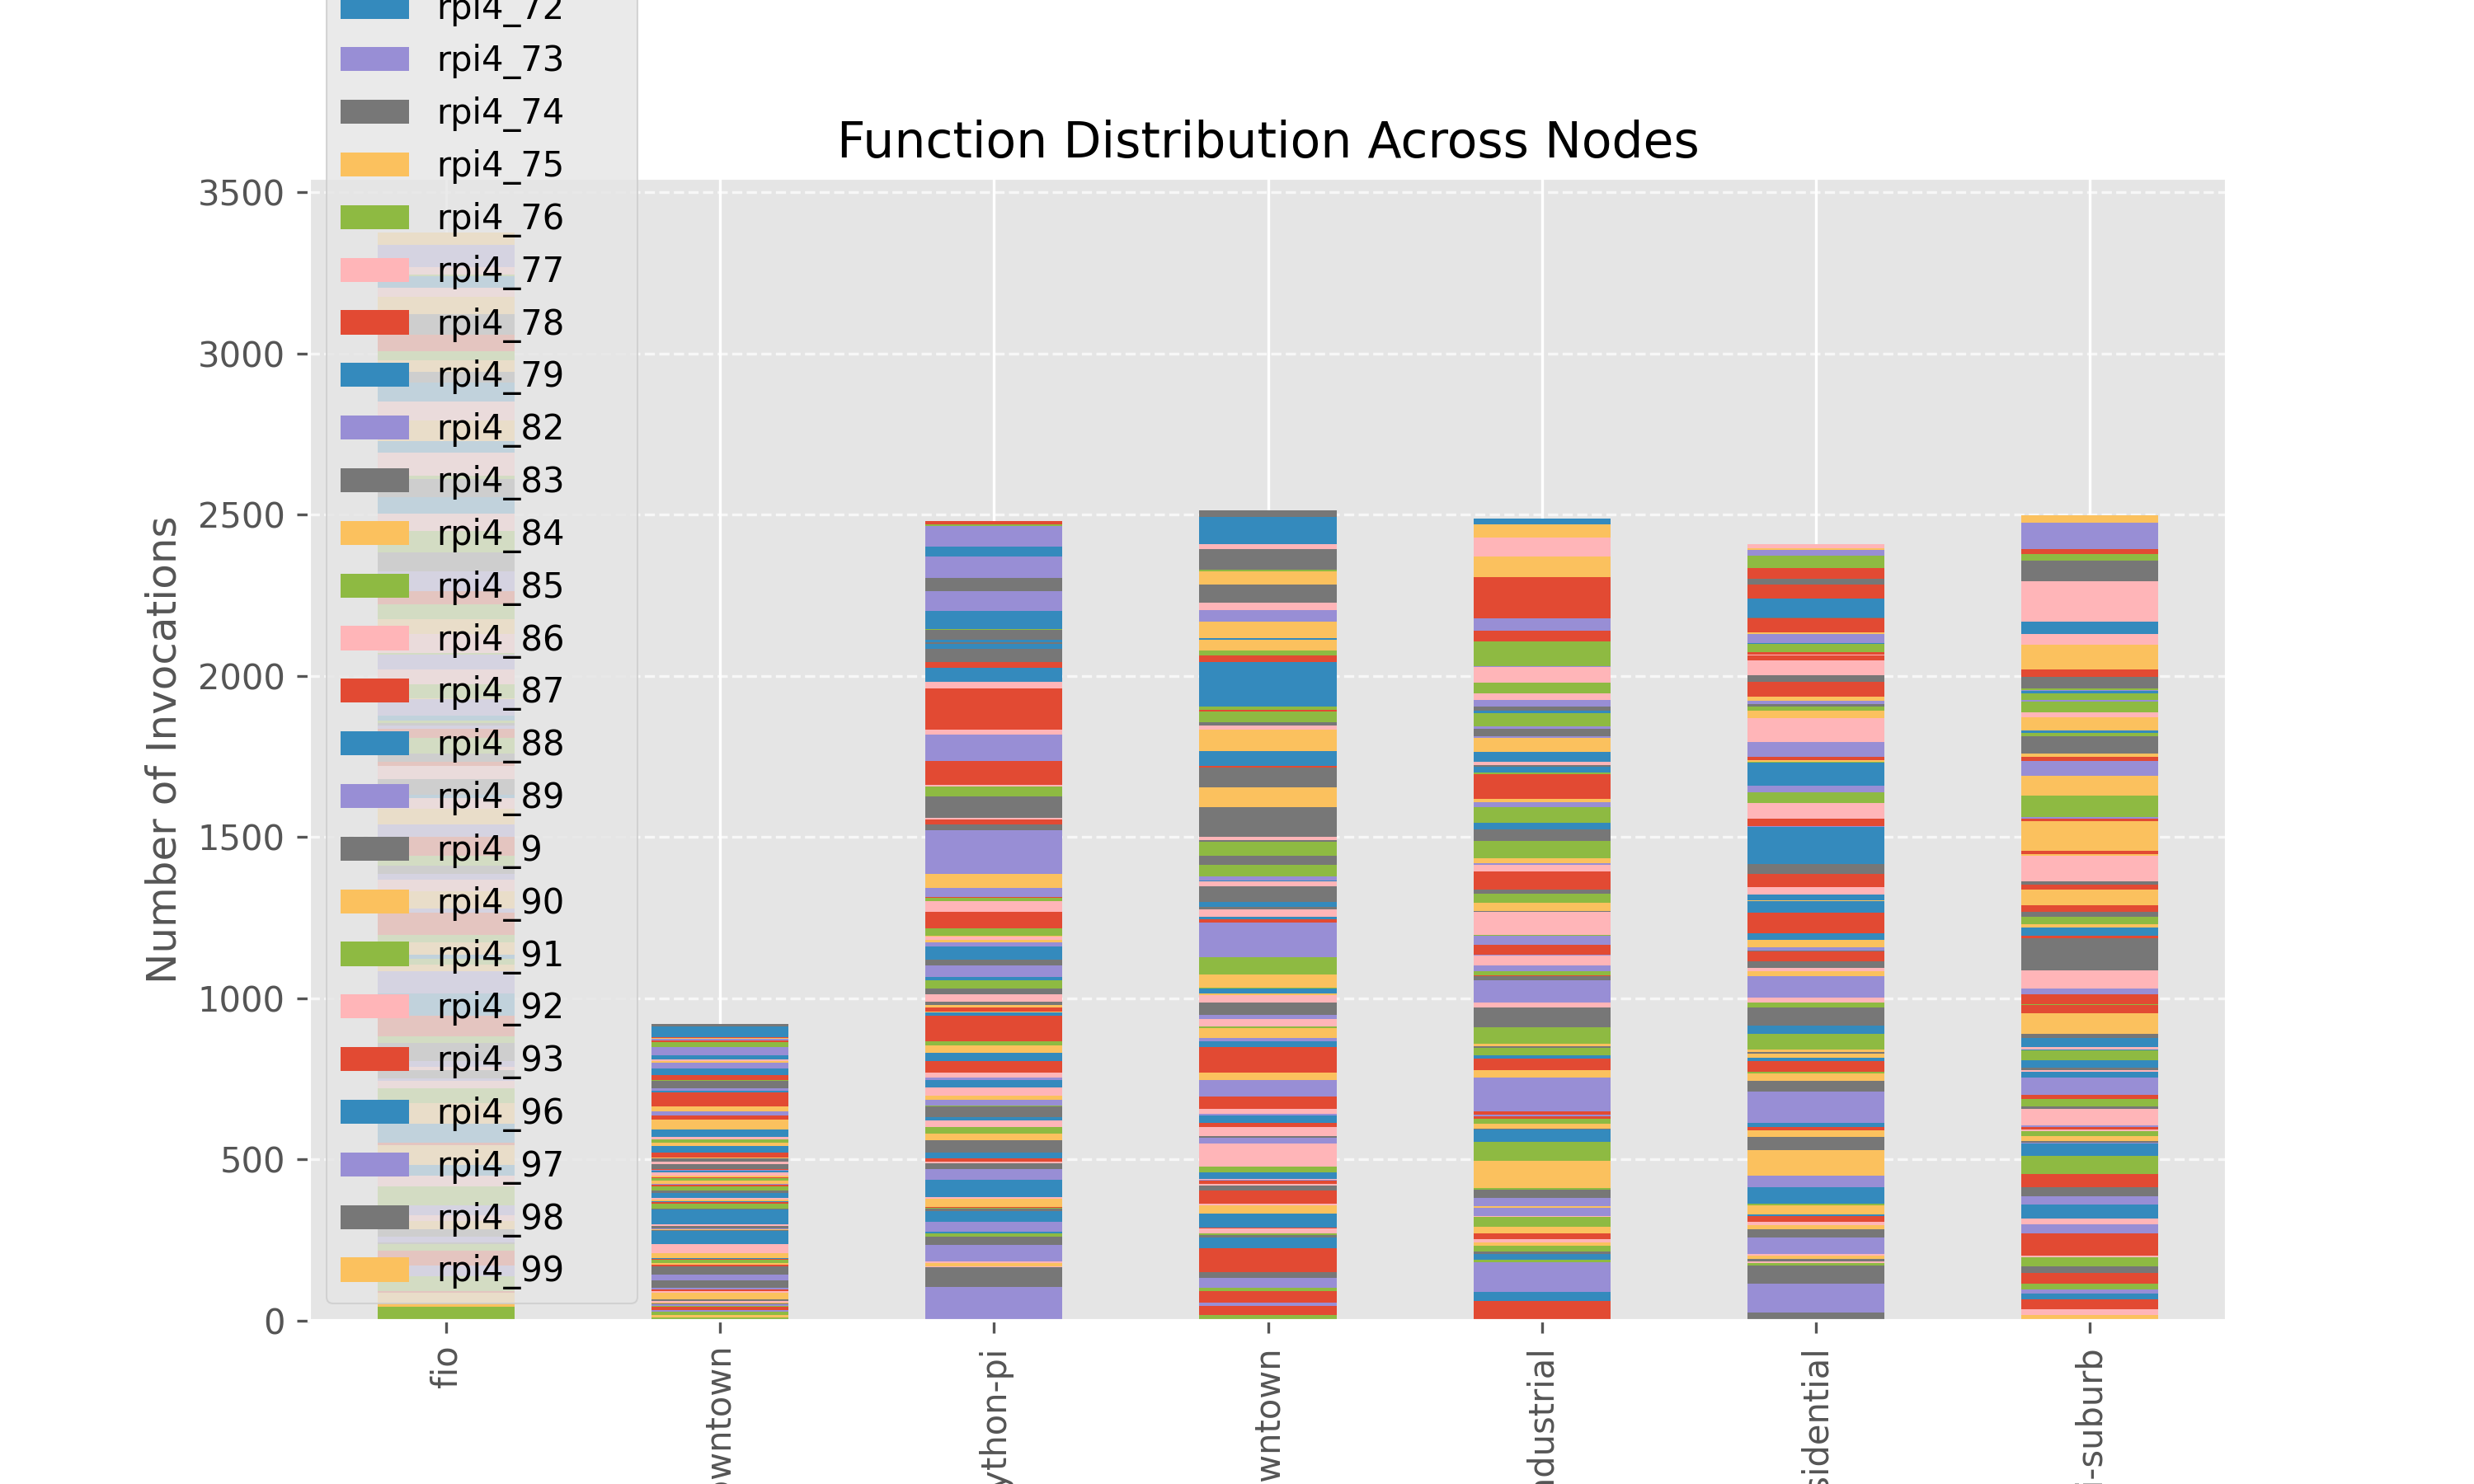 rpi4_72
rpi4_73
rpi4_74
rpi4_75
rpi4_76
rpi4_77
rpi4_78
rpi4_79
rpi4_82
rpi4_83
rpi4_84
rpi4_85
rpi4_86
rpi4_87
rpi4_88
rpi4_89
rpi4_9
rpi4_90
rpi4_91
rpi4_92
rpi4_93
rpi4_96
rpi4_97
rpi4_98
rpi4_99
Function Distribution Across Nodes
Number of Invocations
3500
3000
2500
2000
1500
1000
500
0
fio
owntown
ython-pi
wntown
dustrial
sidential
-suburb